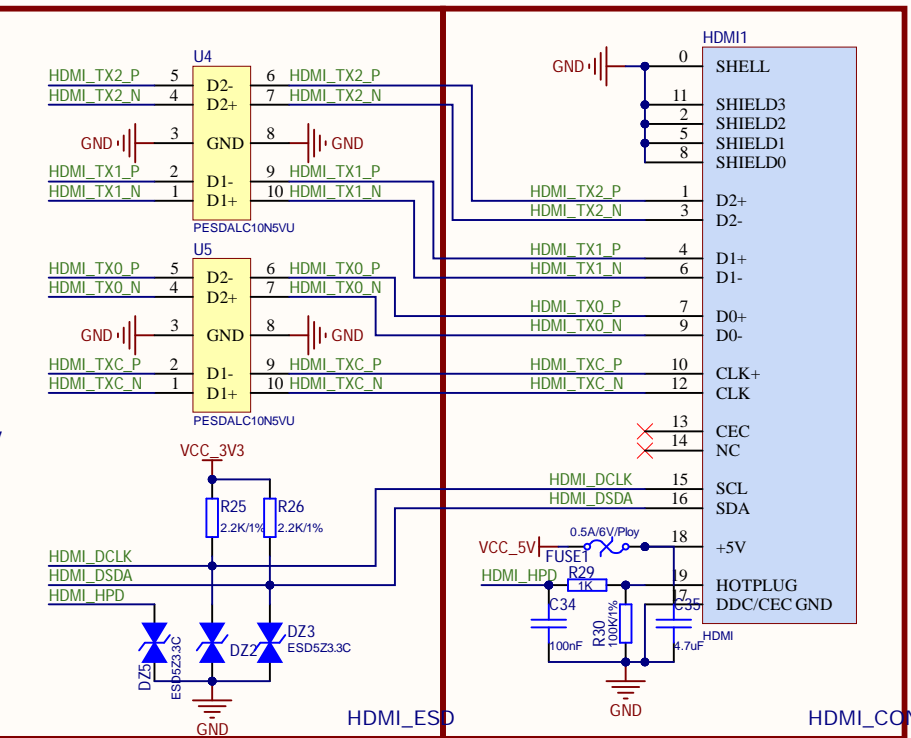 U4
HDMI_TX2_P 5 D2- 6 HDMI_TX2_P
HDMI_TX2_N 4 D2+ 7 HDMI_TX2_N
GND 3 GND 8 GND
HDMI_TX1_P 2 D1- 9 HDMI_TX1_P
HDMI_TX1_N 1 D1+ 10 HDMI_TX1_N
PESDALC10N5VU
U5
HDMI_TX0_P 5 D2- 6 HDMI_TX0_P
HDMI_TX0_N 4 D2+ 7 HDMI_TX0_N
GND 3 GND 8 GND
HDMI_TXC_P 2 D1- 9 HDMI_TXC_P
HDMI_TXC_N 1 D1+ 10 HDMI_TXC_N
PESDALC10N5VU
VCC_3V3
R25 R26
2.2K/1% 2.2K/1%
HDMI_DCLK
HDMI_DSDA
HDMI_HPD
DZ5
ESD5Z3.3C
DZ2
DZ3
ESD5Z3.3C
GND
HDMI_ESD
HDMI1
GND 0 SHELL
11 SHIELD3
2 SHIELD2
5 SHIELD1
8 SHIELD0
HDMI_TX2_P 1 D2+
HDMI_TX2_N 3 D2-
HDMI_TX1_P 4 D1+
HDMI_TX1_N 6 D1-
HDMI_TX0_P 7 D0+
HDMI_TX0_N 9 D0-
HDMI_TXC_P 10 CLK+
HDMI_TXC_N 12 CLK
13 CEC
14 NC
HDMI_DCLK 15 SCL
HDMI_DSDA 16 SDA
0.5A/6V/Ploy
VCC_5V 18 +5V
FUSE1
HDMI_HPD R29 19 HOTPLUG
1K
17 DDC/CEC GND
C34
100nF
R30
100K/1%
C35
4.7uF
HDMI
GND
HDMI_CON